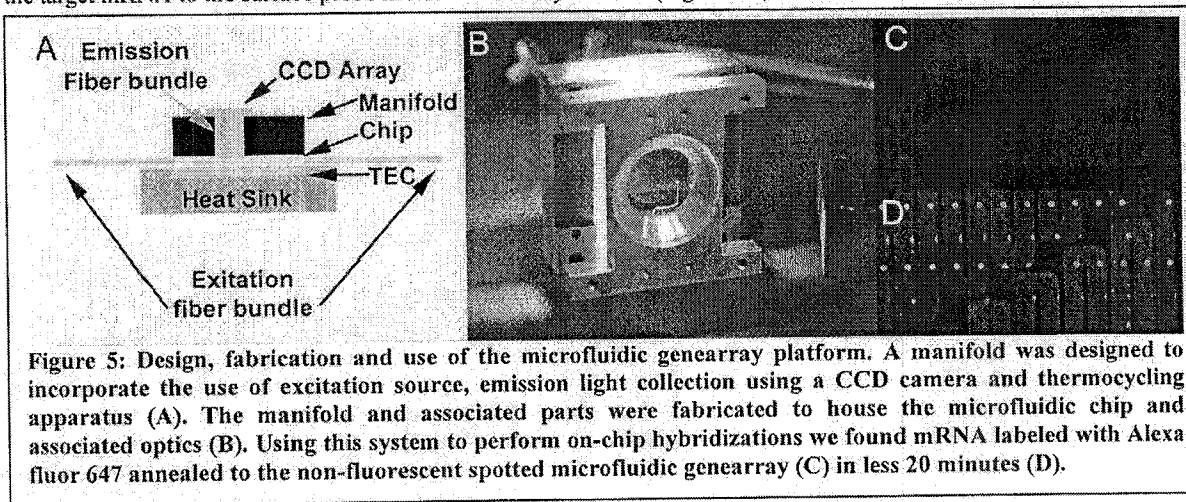 A Emission
Fiber bundle
CCD Array
Manifold
Chip
TEC
Heat Sink
Exitation
fiber bundle
B
C
D
Figure 5: Design, fabrication and use of the microfluidic genearray platform. A manifold was designed to
incorporate the use of excitation source, emission light collection using a CCD camera and thermocycling
apparatus (A). The manifold and associated parts were fabricated to house the microfluidic chip and
associated optics (B). Using this system to perform on-chip hybridizations we found mRNA labeled with Alexa
fluor 647 annealed to the non-fluorescent spotted microfluidic genearray (C) in less 20 minutes (D).